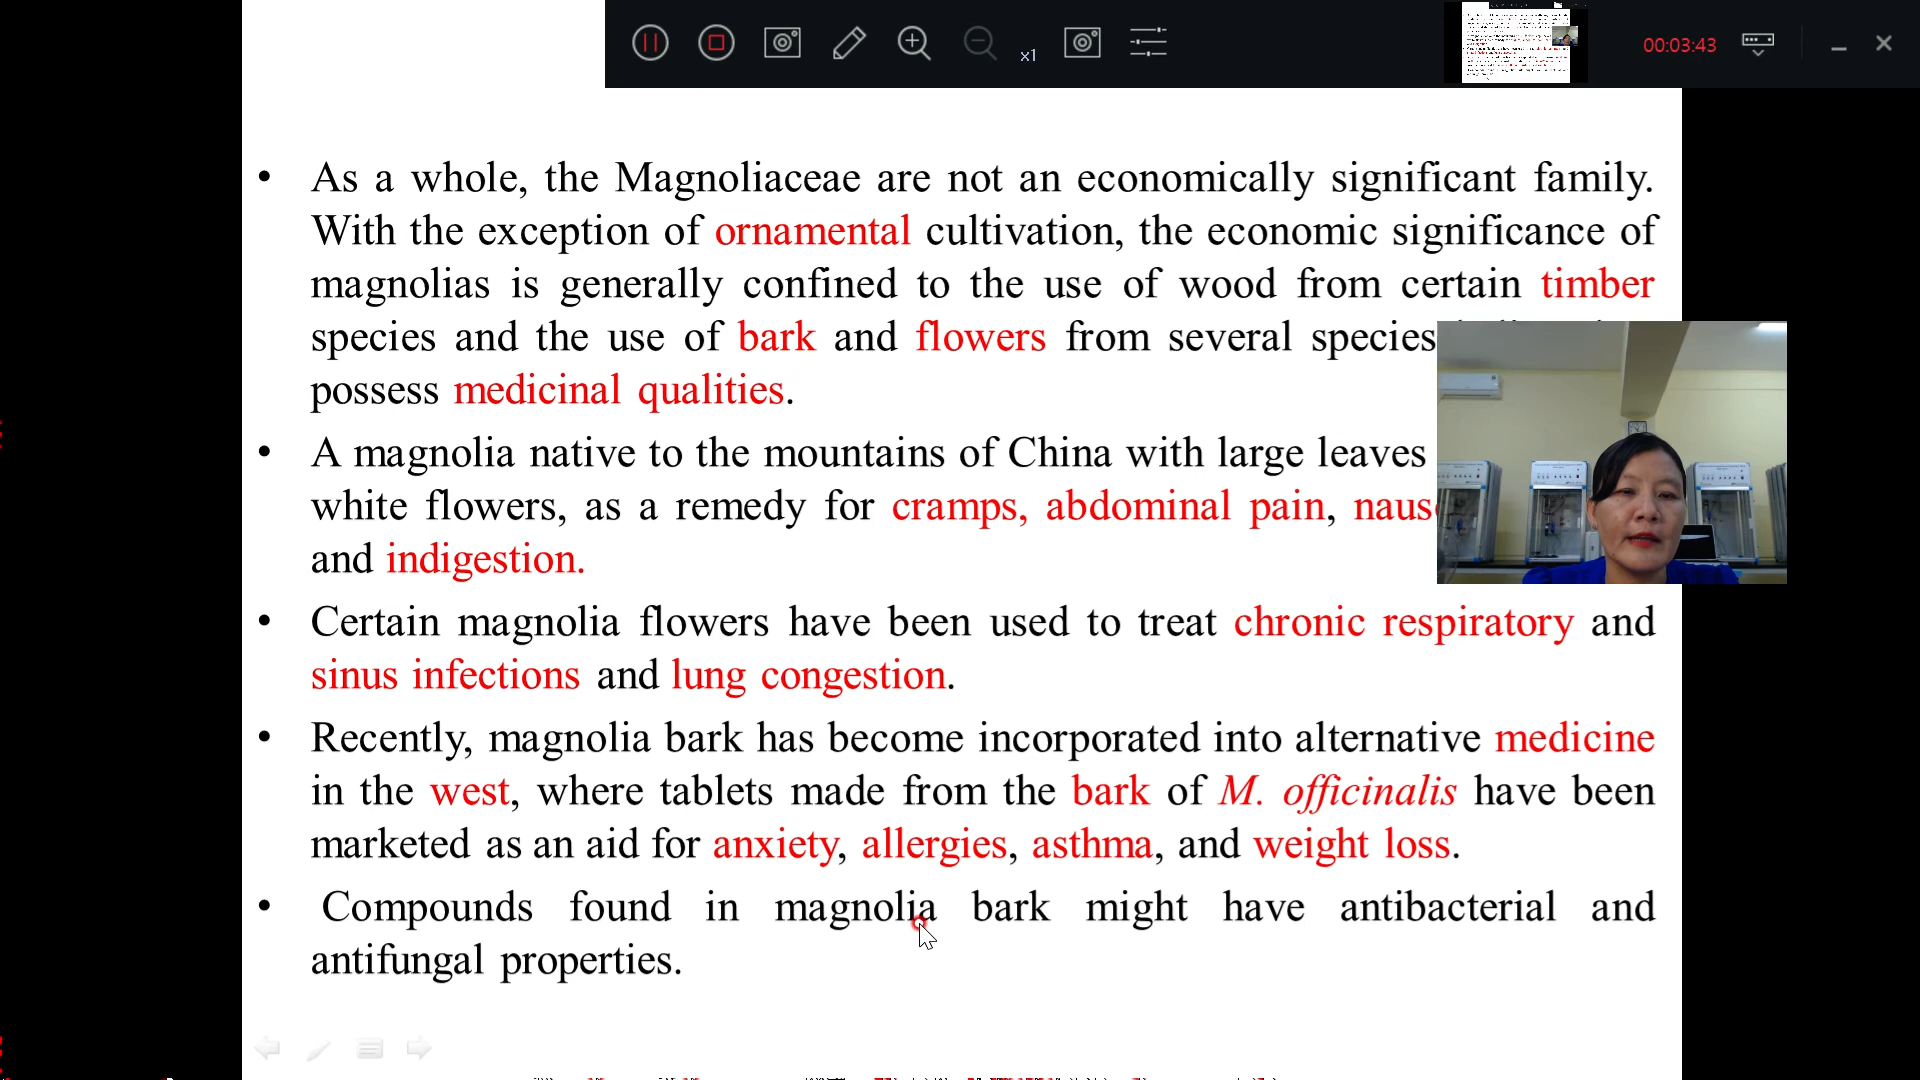 x1
00:03:43
• As a whole, the Magnoliaceae are not an economically significant family.
With the exception of ornamental cultivation, the economic significance of
magnolias is generally confined to the use of wood from certain timber
species and the use of bark and flowers from several species
possess medicinal qualities.
• A magnolia native to the mountains of China with large leaves
white flowers, as a remedy for cramps, abdominal pain,
and indigestion.
• Certain magnolia flowers have been used to treat chronic respiratory and
sinus infections and lung congestion.
• Recently, magnolia bark has become incorporated into alternative medicine
in the west, where tablets made from the bark of M. officinalis have been
marketed as an aid for anxiety, allergies, asthma, and weight loss.
• Compounds found in magnolia bark might have antibacterial and
antifungal properties.